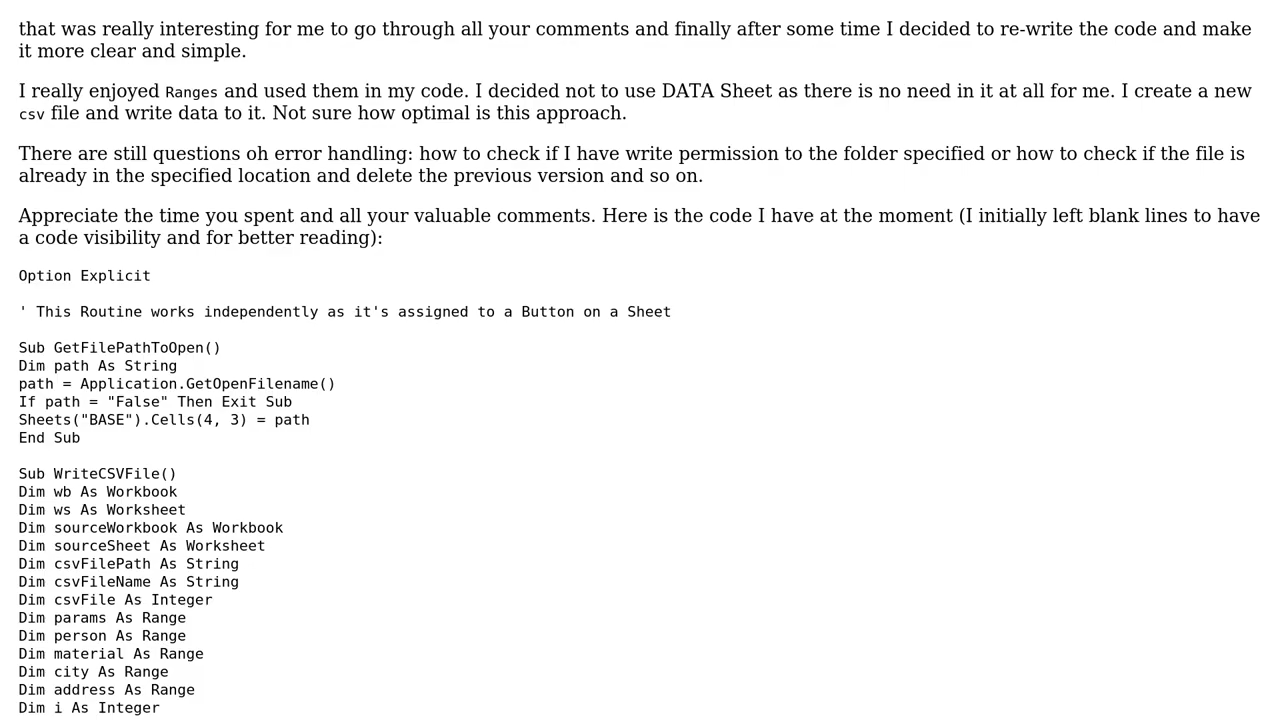 that was really interesting for me to go through all your comments and finally after some time I decided to re-write the code and make
it more clear and simple.
I really enjoyed Ranges and used them in my code. I decided not to use DATA Sheet as there is no need in it at all for me. I create a new
csv file and write data to it. Not sure how optimal is this approach.
There are still questions oh error handling: how to check if I have write permission to the folder specified or how to check if the file is
already in the specified location and delete the previous version and so on.
Appreciate the time you spent and all your valuable comments. Here is the code I have at the moment (I initially left blank lines to have
a code visibility and for better reading):
Option Explicit
' This Routine works independently as it's assigned to a Button on a Sheet
Sub GetFilePathToOpen()
Dim path As String
path = Application.GetOpenFilename()
If path = "False" Then Exit Sub
Sheets("BASE").Cells(4, 3) = path
End Sub
Sub WriteCSVFile()
Dim wb As Workbook
Dim ws As Worksheet
Dim sourceWorkbook As Workbook
Dim sourceSheet As Worksheet
Dim csvFilePath As String
Dim csvFileName As String
Dim csvFile As Integer
Dim params As Range
Dim person As Range
Dim material As Range
Dim city As Range
Dim address As Range
Dim i As Integer